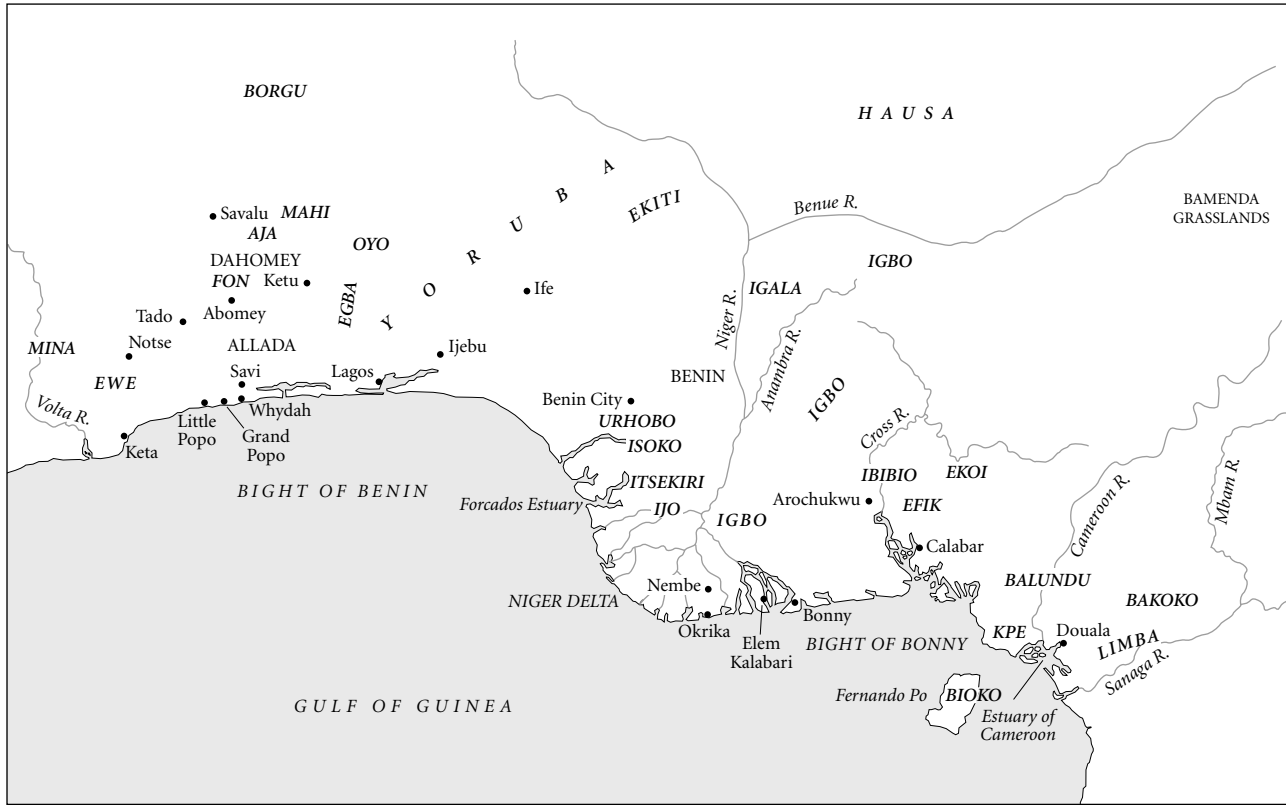 BORGU
HAUSA
YORUBA
EKITI
Benue R.
BAMENDA
GRASSLANDS
Savalu
MAHI
AJA
OYO
DAHOMEY
FON
Ketu
Abomey
EGBA
Ife
IGALA
IGBO
Niger R.
Anambra R.
Tado
Notse
MINA
EWE
Volta R.
ALLADA
Savi
Whydah
Lagos
Ijebu
BENIN
IGBO
Little
Popo
Grand
Popo
Keta
Benin City
URHOBO
ISOKO
Cross R.
BIGHT OF BENIN
Forcados Estuary
ITSEKIRI
IJO
IGBO
Arochukwu
IBIBIO
EKOI
EFIK
Calabar
Cameroon R.
Mbam R.
NIGER DELTA
Nembe
Okrika
Elem
Kalabari
Bonny
BIGHT OF BONNY
BALUNDU
BAKOKO
KPE
Douala
LIMBA
Sanaga R.
GULF OF GUINEA
Fernando Po
BIOKO
Estuary of
Cameroon